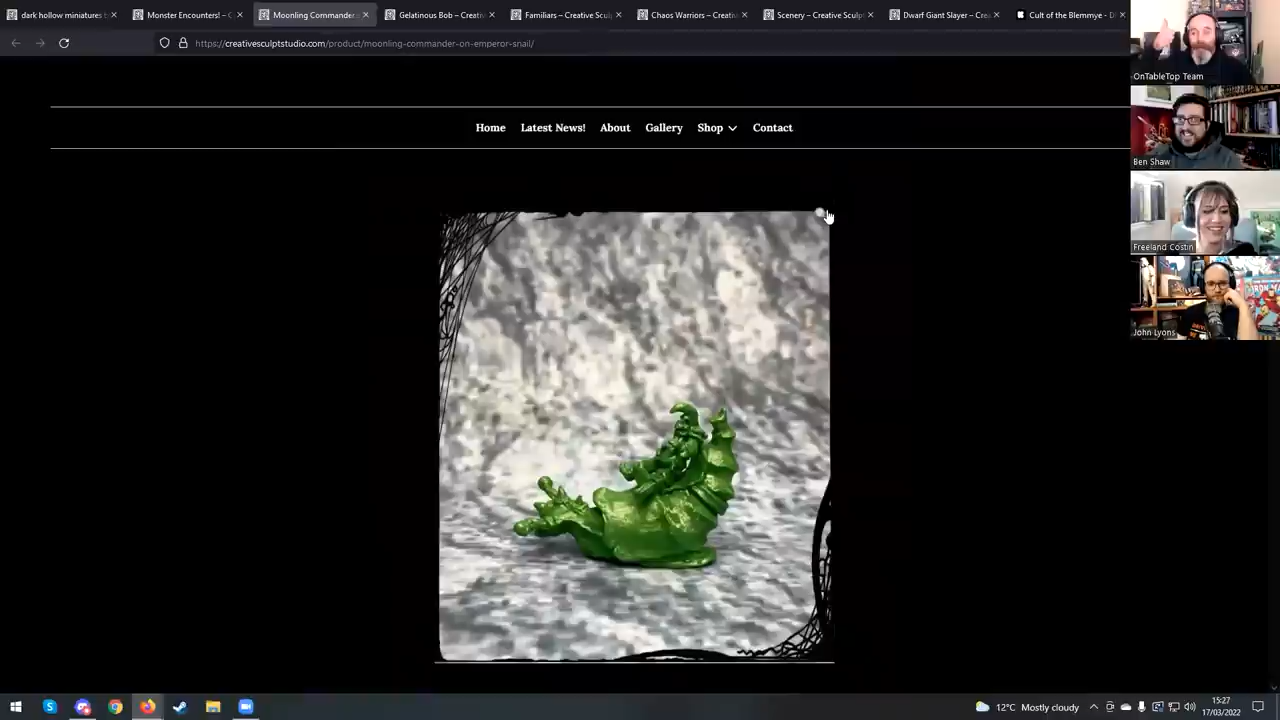 dark hollow miniatures t
Monster Encounters! – C
Moonling Commander
Gelatinous Bob – Creativ
Familiars – Creative Scul
Chaos Warriors – Creativ
Scenery – Creative Sculpt
Dwarf Giant Slayer – Crea
Cult of the Blemmye - D
https://creativesculptstudio.com/product/moonling-commander-on-emperor-snail/
Home Latest News! About Gallery Shop Contact
OnTableTop Team
Ben Shaw
Freeland Costin
John Lyons
12°C Mostly cloudy
15:27
17/03/2022